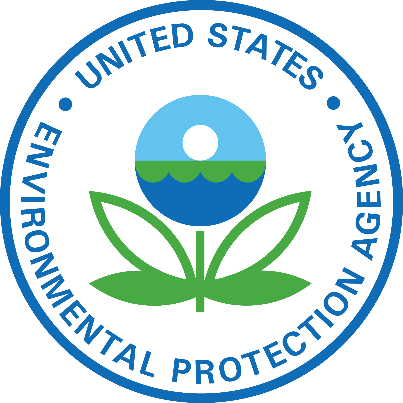 UNITED STATES
ENVIRONMENTAL PROTECTION AGENCY